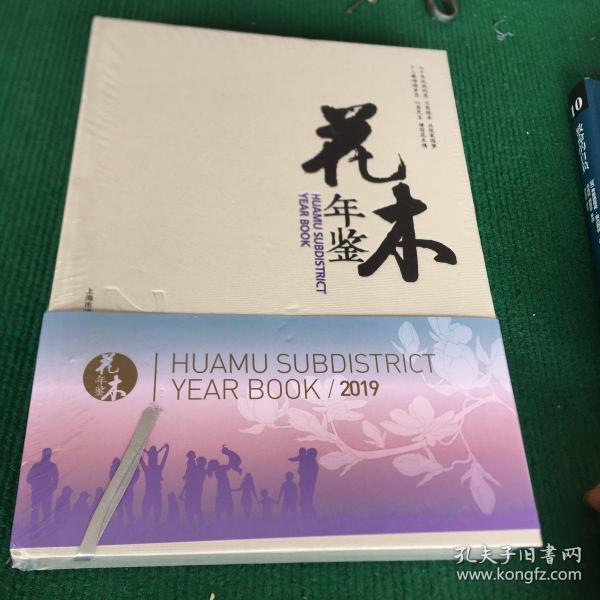 花木
年鉴
HUAMU SUBDISTRICT
YEAR BOOK
上海市
花木
年鉴
HUAMU SUBDISTRICT
YEAR BOOK / 2019
10
孔夫子旧书网
www.kongfz.com